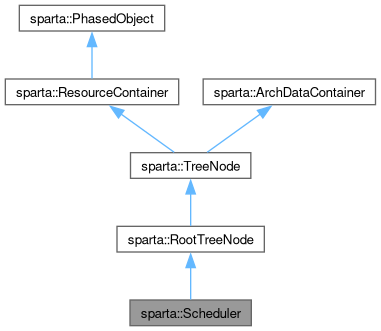 sparta::PhasedObject
sparta::ResourceContainer
sparta::ArchDataContainer
sparta::TreeNode
sparta::RootTreeNode
sparta::Scheduler